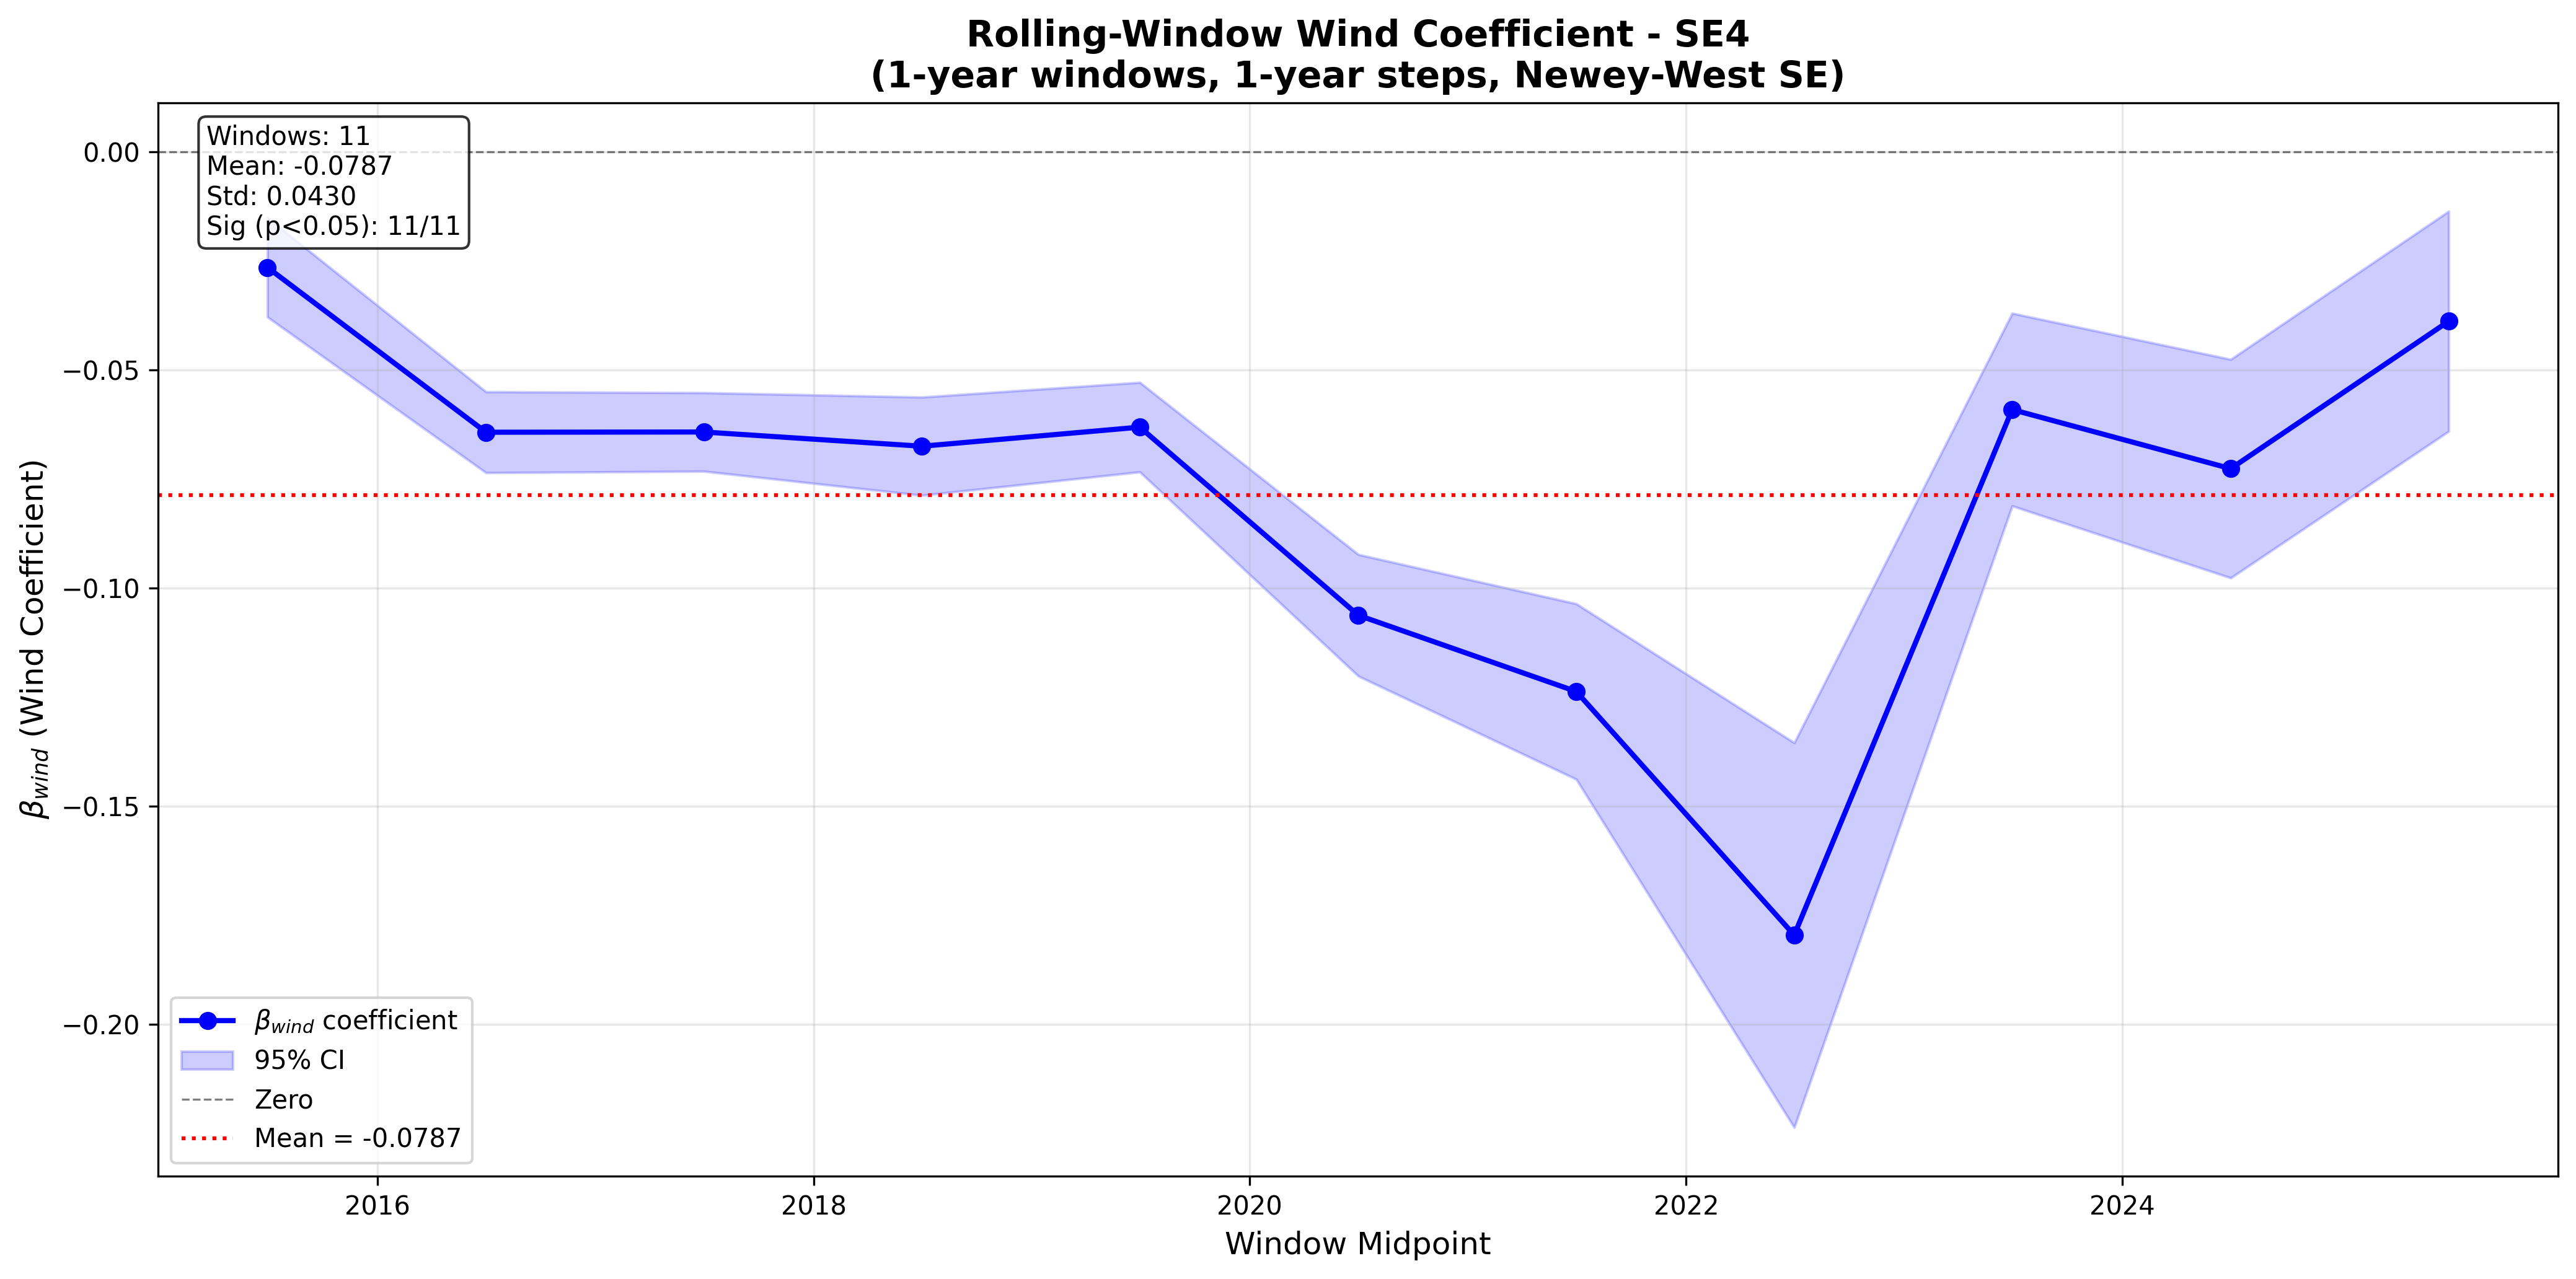 Rolling-Window Wind Coefficient - SE4
(1-year windows, 1-year steps, Newey-West SE)
Windows: 11
Mean: -0.0787
Std: 0.0430
Sig (p<0.05): 11/11
0.00
−0.05
−0.10
−0.15
−0.20
β_wind (Wind Coefficient)
β_wind coefficient
95% CI
Zero
Mean = -0.0787
2016
2018
2020
2022
2024
Window Midpoint